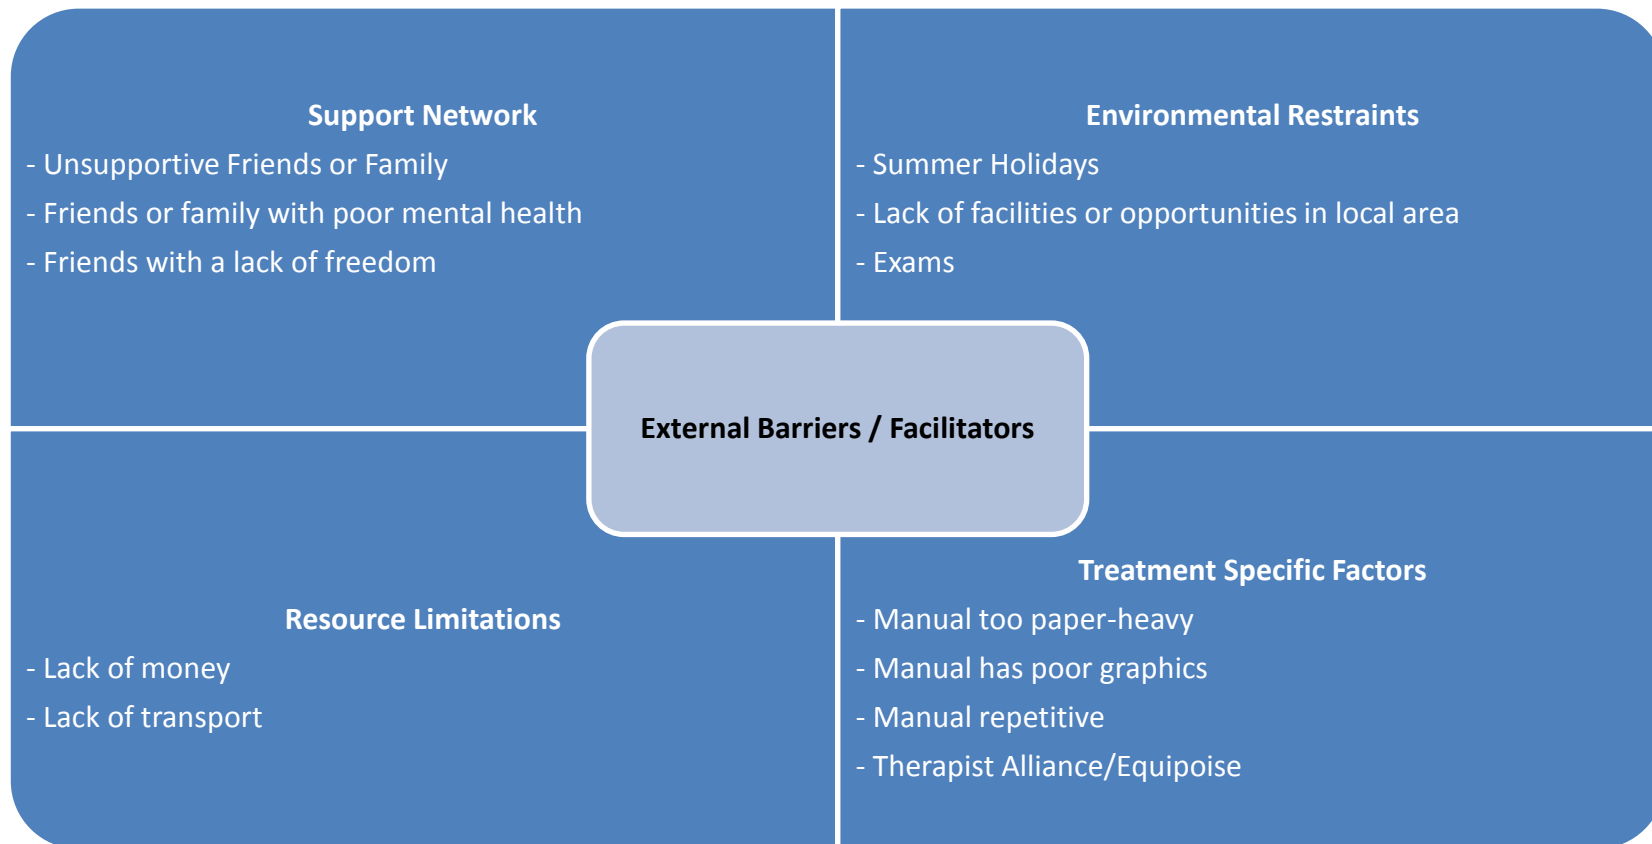 Support Network
- Unsupportive Friends or Family
- Friends or family with poor mental health
- Friends with a lack of freedom
Environmental Restraints
- Summer Holidays
- Lack of facilities or opportunities in local area
- Exams
External Barriers / Facilitators
Resource Limitations
- Lack of money
- Lack of transport
Treatment Specific Factors
- Manual too paper-heavy
- Manual has poor graphics
- Manual repetitive
- Therapist Alliance/Equipoise